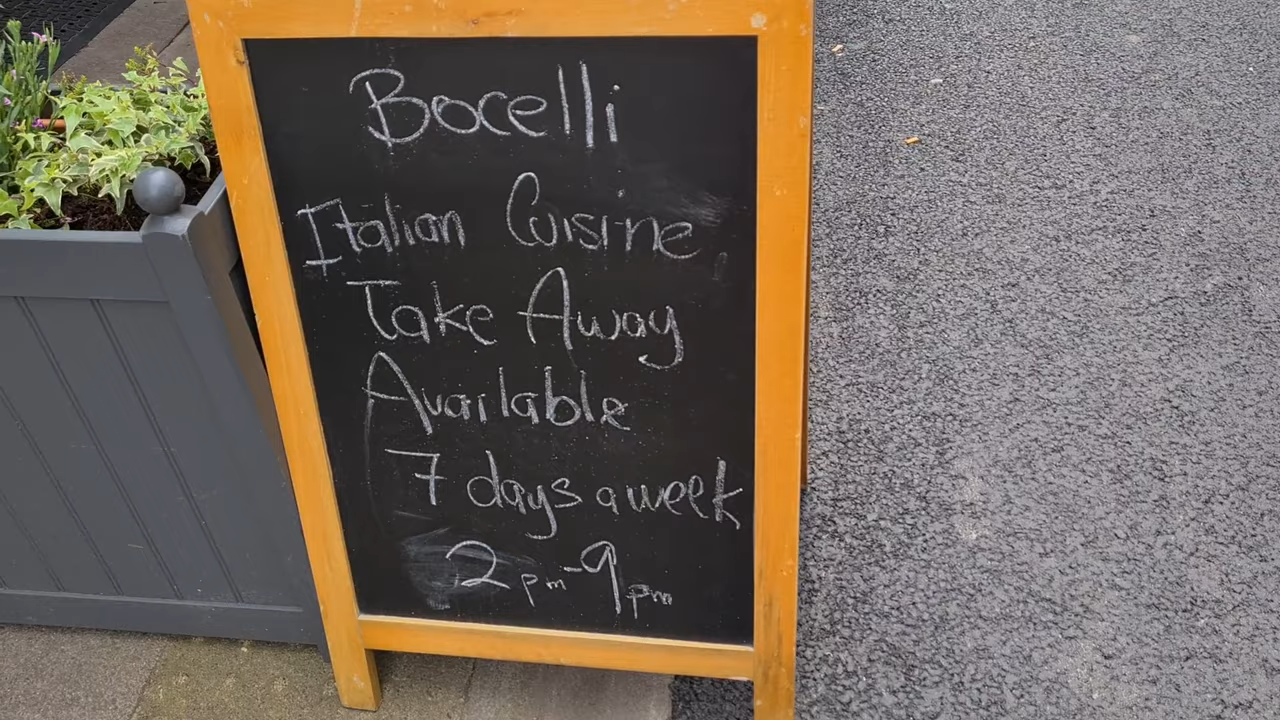 Bocelli
Italian Cuisine
Take Away
Available
7 days a week
2pm-9pm